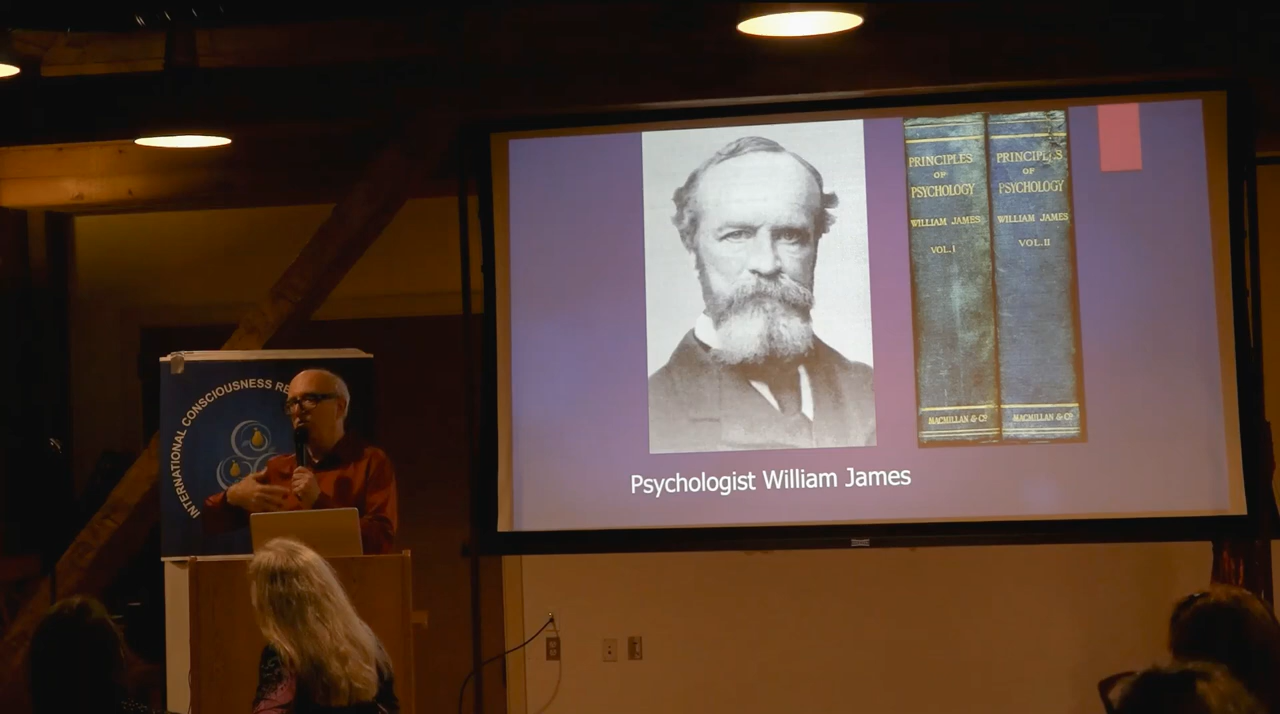 INTERNATIONAL CONSCIOUSNESS RE
PRINCIPLES
OF
PSYCHOLOGY
WILLIAM JAMES
VOL.I
MACMILLAN & Co
PRINCIPLES
OF
PSYCHOLOGY
WILLIAM JAMES
VOL.II
MACMILLAN & Co
Psychologist William James